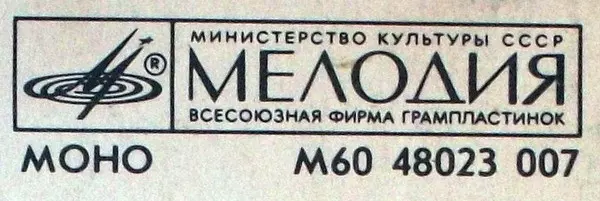 МИНИСТЕРСТВО КУЛЬТУРЫ СССР
®
МЕЛОДИЯ
ВСЕСОЮЗНАЯ ФИРМА ГРАМПЛАСТИНОК
МОНО М60 48023 007